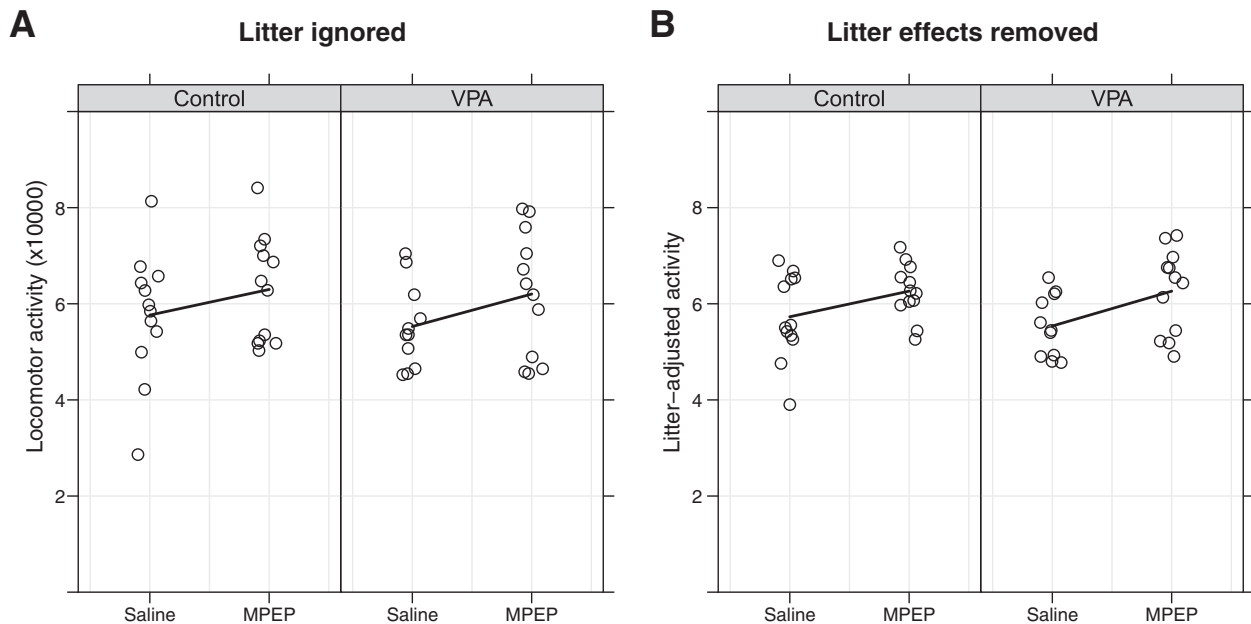 A
Litter ignored
Control
VPA
Locomotor activity (x10000)
8
6
4
2
Saline
MPEP
Saline
MPEP
B
Litter effects removed
Control
VPA
Litter−adjusted activity
8
6
4
2
Saline
MPEP
Saline
MPEP